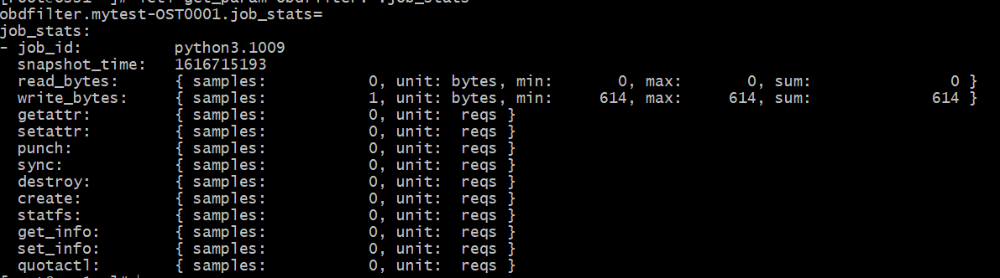 obdfilter.mytest-OST0001.job_stats=
job_stats:
- job_id:          python3.1009
  snapshot_time:   1616715193
  read_bytes:      { samples:           0, unit: bytes, min:       0, max:       0, sum:               0 }
  write_bytes:     { samples:           1, unit: bytes, min:     614, max:     614, sum:             614 }
  getattr:         { samples:           0, unit:  reqs }
  setattr:         { samples:           0, unit:  reqs }
  punch:           { samples:           0, unit:  reqs }
  sync:            { samples:           0, unit:  reqs }
  destroy:         { samples:           0, unit:  reqs }
  create:          { samples:           0, unit:  reqs }
  statfs:          { samples:           0, unit:  reqs }
  get_info:        { samples:           0, unit:  reqs }
  set_info:        { samples:           0, unit:  reqs }
  quotactl:        { samples:           0, unit:  reqs }